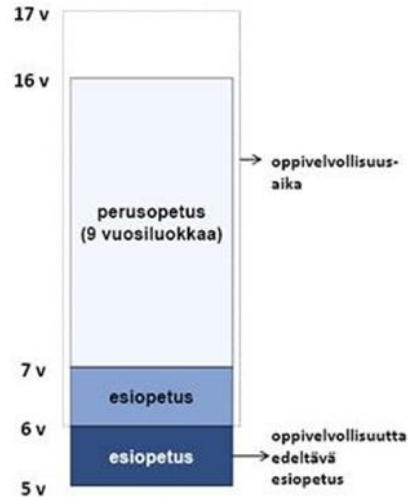 17 v
16 v
oppivelvollisuus-
aika
perusopetus
(9 vuosiluokkaa)
7 v
esiopetus
6 v
esiopetus
oppivelvollisuutta
edeltävä
esiopetus
5 v